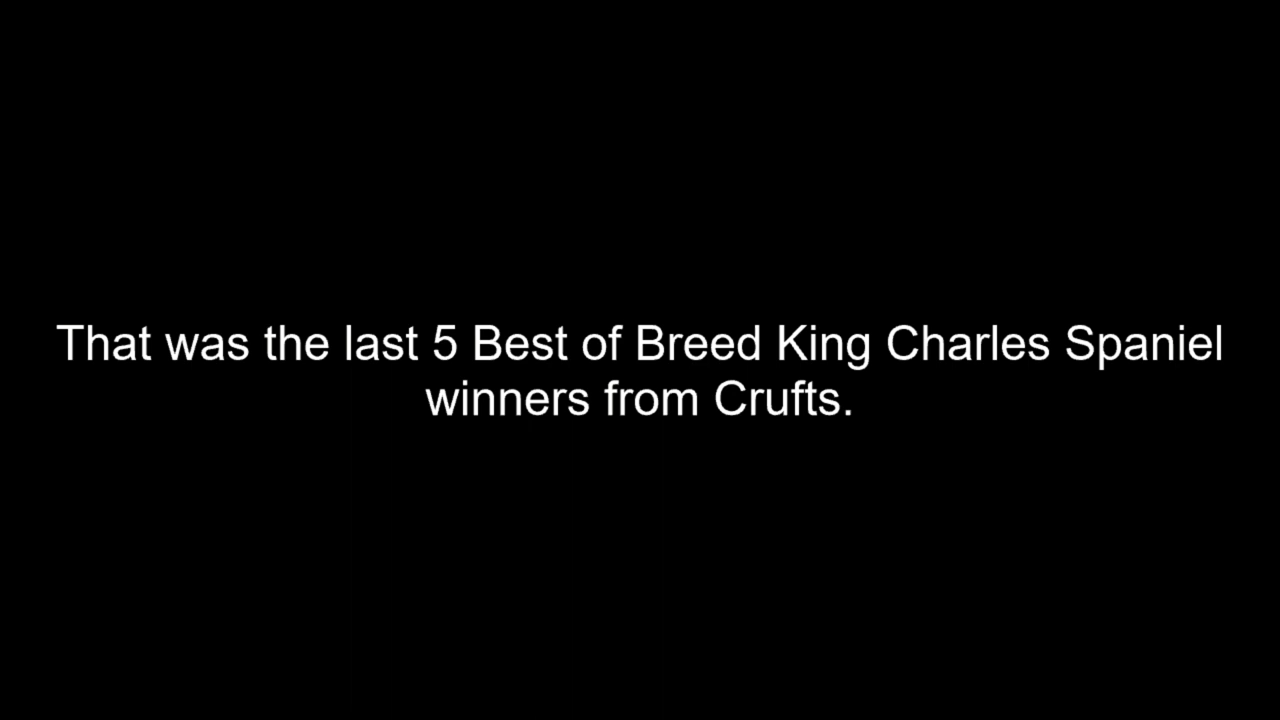 That was the last 5 Best of Breed King Charles Spaniel
winners from Crufts.